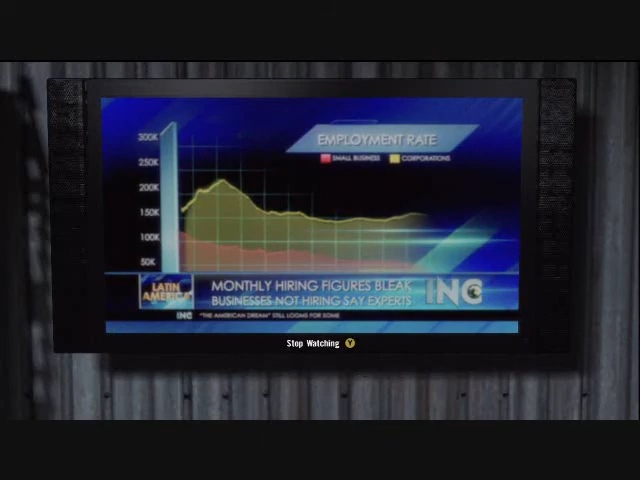 300K
EMPLOYMENT RATE
250K
SMALL BUSINESS
CORPORATIONS
200K
150K
100K
50K
LATIN
AMERICA
MONTHLY HIRING FIGURES BLEAK
BUSINESSES NOT HIRING SAY EXPERTS
INC
INC "THE AMERICAN DREAM" STILL LOOMS FOR SOME
Stop Watching Y